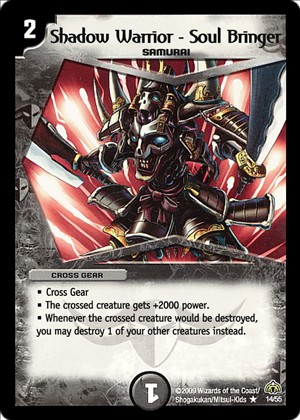 2
Shadow Warrior - Soul Bringer
SAMURAI
CROSS GEAR
▪ Cross Gear
▪ The crossed creature gets +2000 power.
▪ Whenever the crossed creature would be destroyed,
you may destroy 1 of your other creatures instead.
1
©2009 Wizards of the Coast/
Shogakukan/Mitsui-Kids ★ 14/55